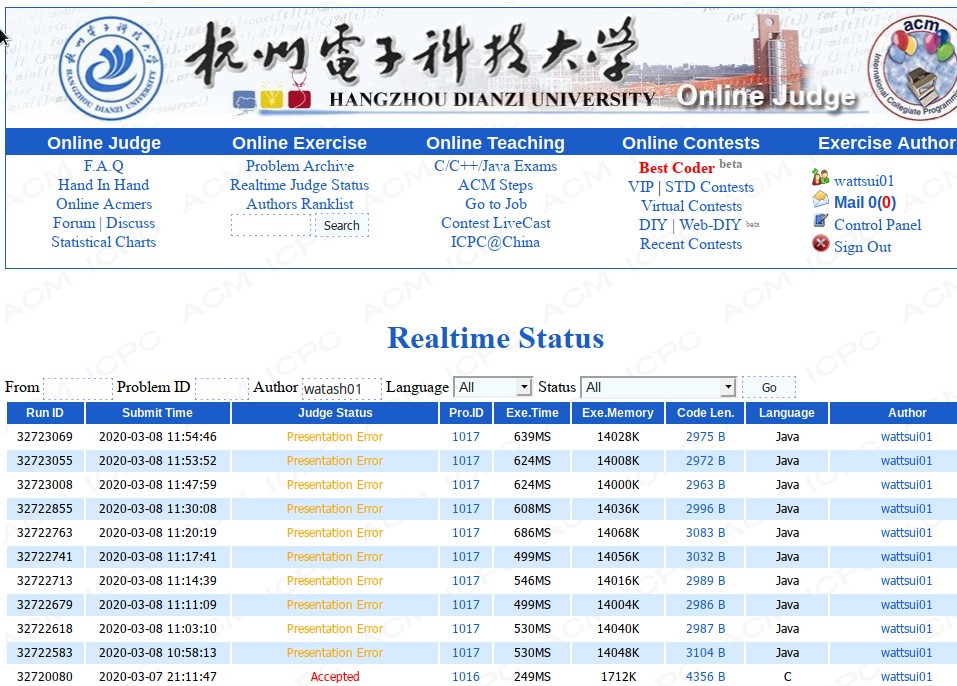 杭州電子科技大学
HANGZHOU DIANZI UNIVERSITY
HANGZHOU DIANZI UNIVERSITY Online Judge
acm
International Collegiate Programming
Online Judge Online Exercise Online Teaching Online Contests Exercise Author
F.A.Q Problem Archive C/C++/Java Exams Best Coder beta wattsui01
Hand In Hand Realtime Judge Status ACM Steps VIP | STD Contests Mail 0(0)
Online Acmers Authors Ranklist Go to Job Virtual Contests Control Panel
Forum | Discuss Search Contest LiveCast DIY | Web-DIY beta Sign Out
Statistical Charts ICPC@China Recent Contests
Realtime Status
From Problem ID Author watash01 Language All Status All Go
Run ID Submit Time Judge Status Pro.ID Exe.Time Exe.Memory Code Len. Language Author
32723069 2020-03-08 11:54:46 Presentation Error 1017 639MS 14028K 2975 B Java wattsui01
32723055 2020-03-08 11:53:52 Presentation Error 1017 624MS 14008K 2972 B Java wattsui01
32723008 2020-03-08 11:47:59 Presentation Error 1017 624MS 14000K 2963 B Java wattsui01
32722855 2020-03-08 11:30:08 Presentation Error 1017 608MS 14036K 2996 B Java wattsui01
32722763 2020-03-08 11:20:19 Presentation Error 1017 686MS 14068K 3083 B Java wattsui01
32722741 2020-03-08 11:17:41 Presentation Error 1017 499MS 14056K 3032 B Java wattsui01
32722713 2020-03-08 11:14:39 Presentation Error 1017 546MS 14016K 2989 B Java wattsui01
32722679 2020-03-08 11:11:09 Presentation Error 1017 499MS 14004K 2986 B Java wattsui01
32722618 2020-03-08 11:03:10 Presentation Error 1017 530MS 14040K 2987 B Java wattsui01
32722583 2020-03-08 10:58:13 Presentation Error 1017 530MS 14048K 3104 B Java wattsui01
32720080 2020-03-07 21:11:47 Accepted 1016 249MS 1712K 4356 B C wattsui01